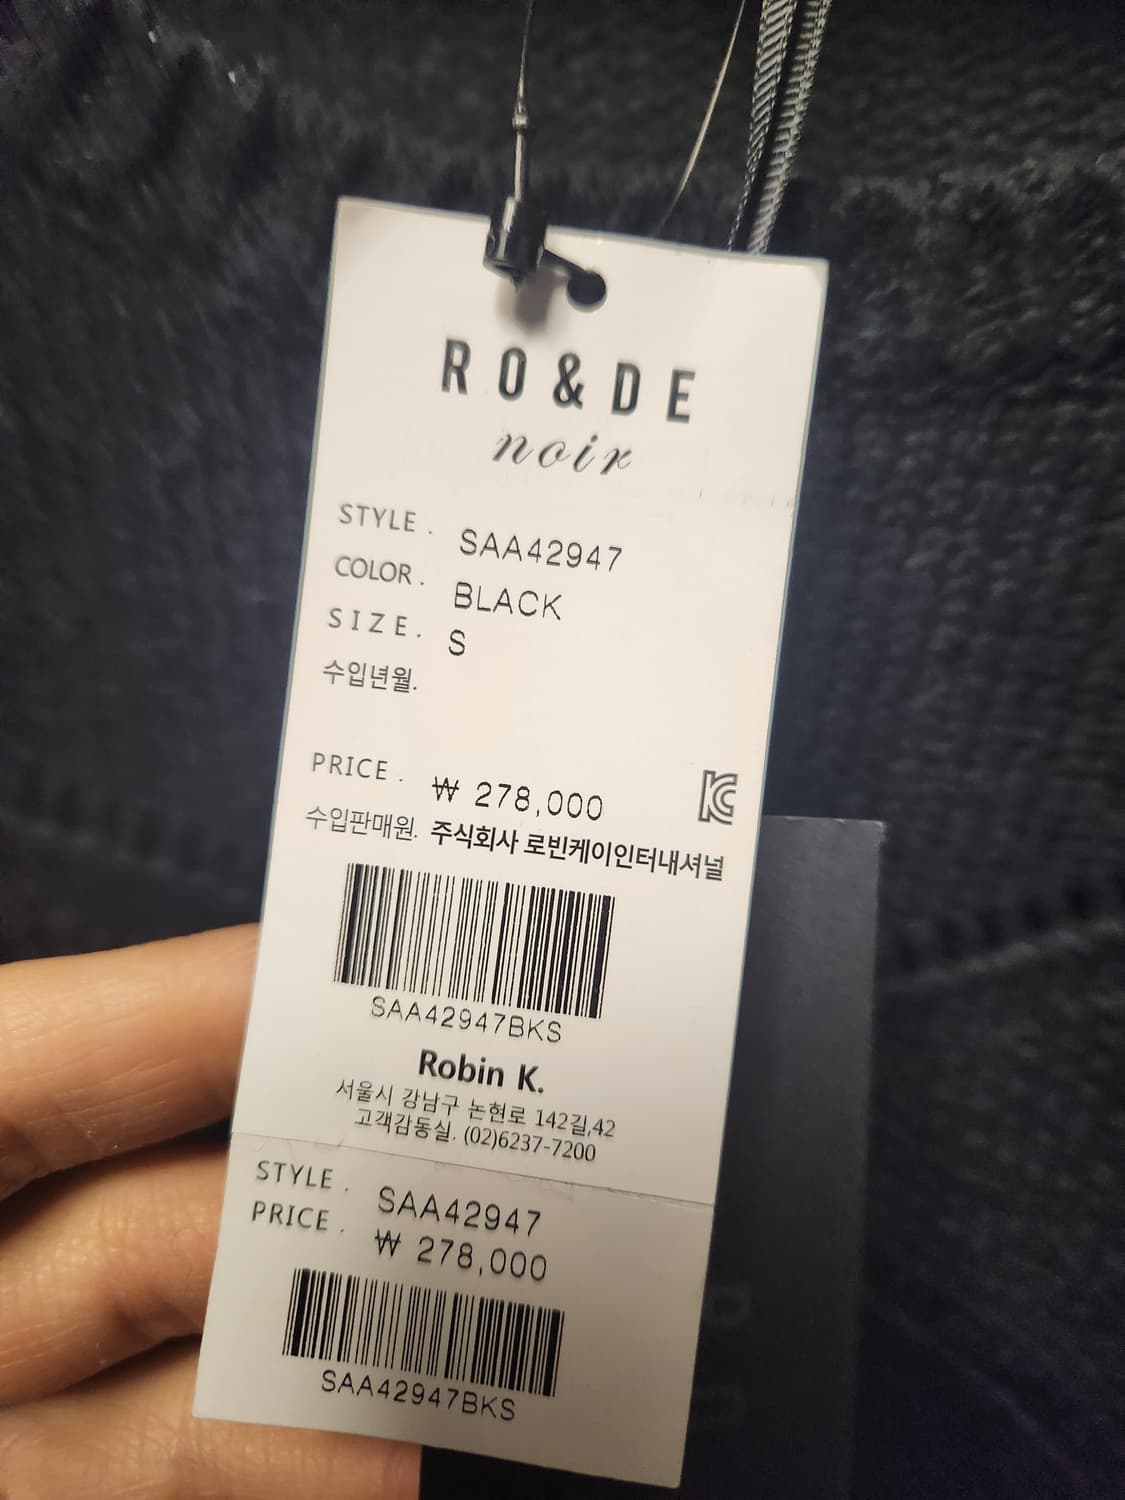 RO&DE
noir
STYLE . SAA42947
COLOR . BLACK
SIZE . S
수입년월.
PRICE . ₩ 278,000
수입판매원. 주식회사 로빈케이인터내셔널
SAA42947BKS
Robin K.
서울시 강남구 논현로 142길,42
고객감동실. (02)6237-7200
STYLE . SAA42947
PRICE . ₩ 278,000
SAA42947BKS